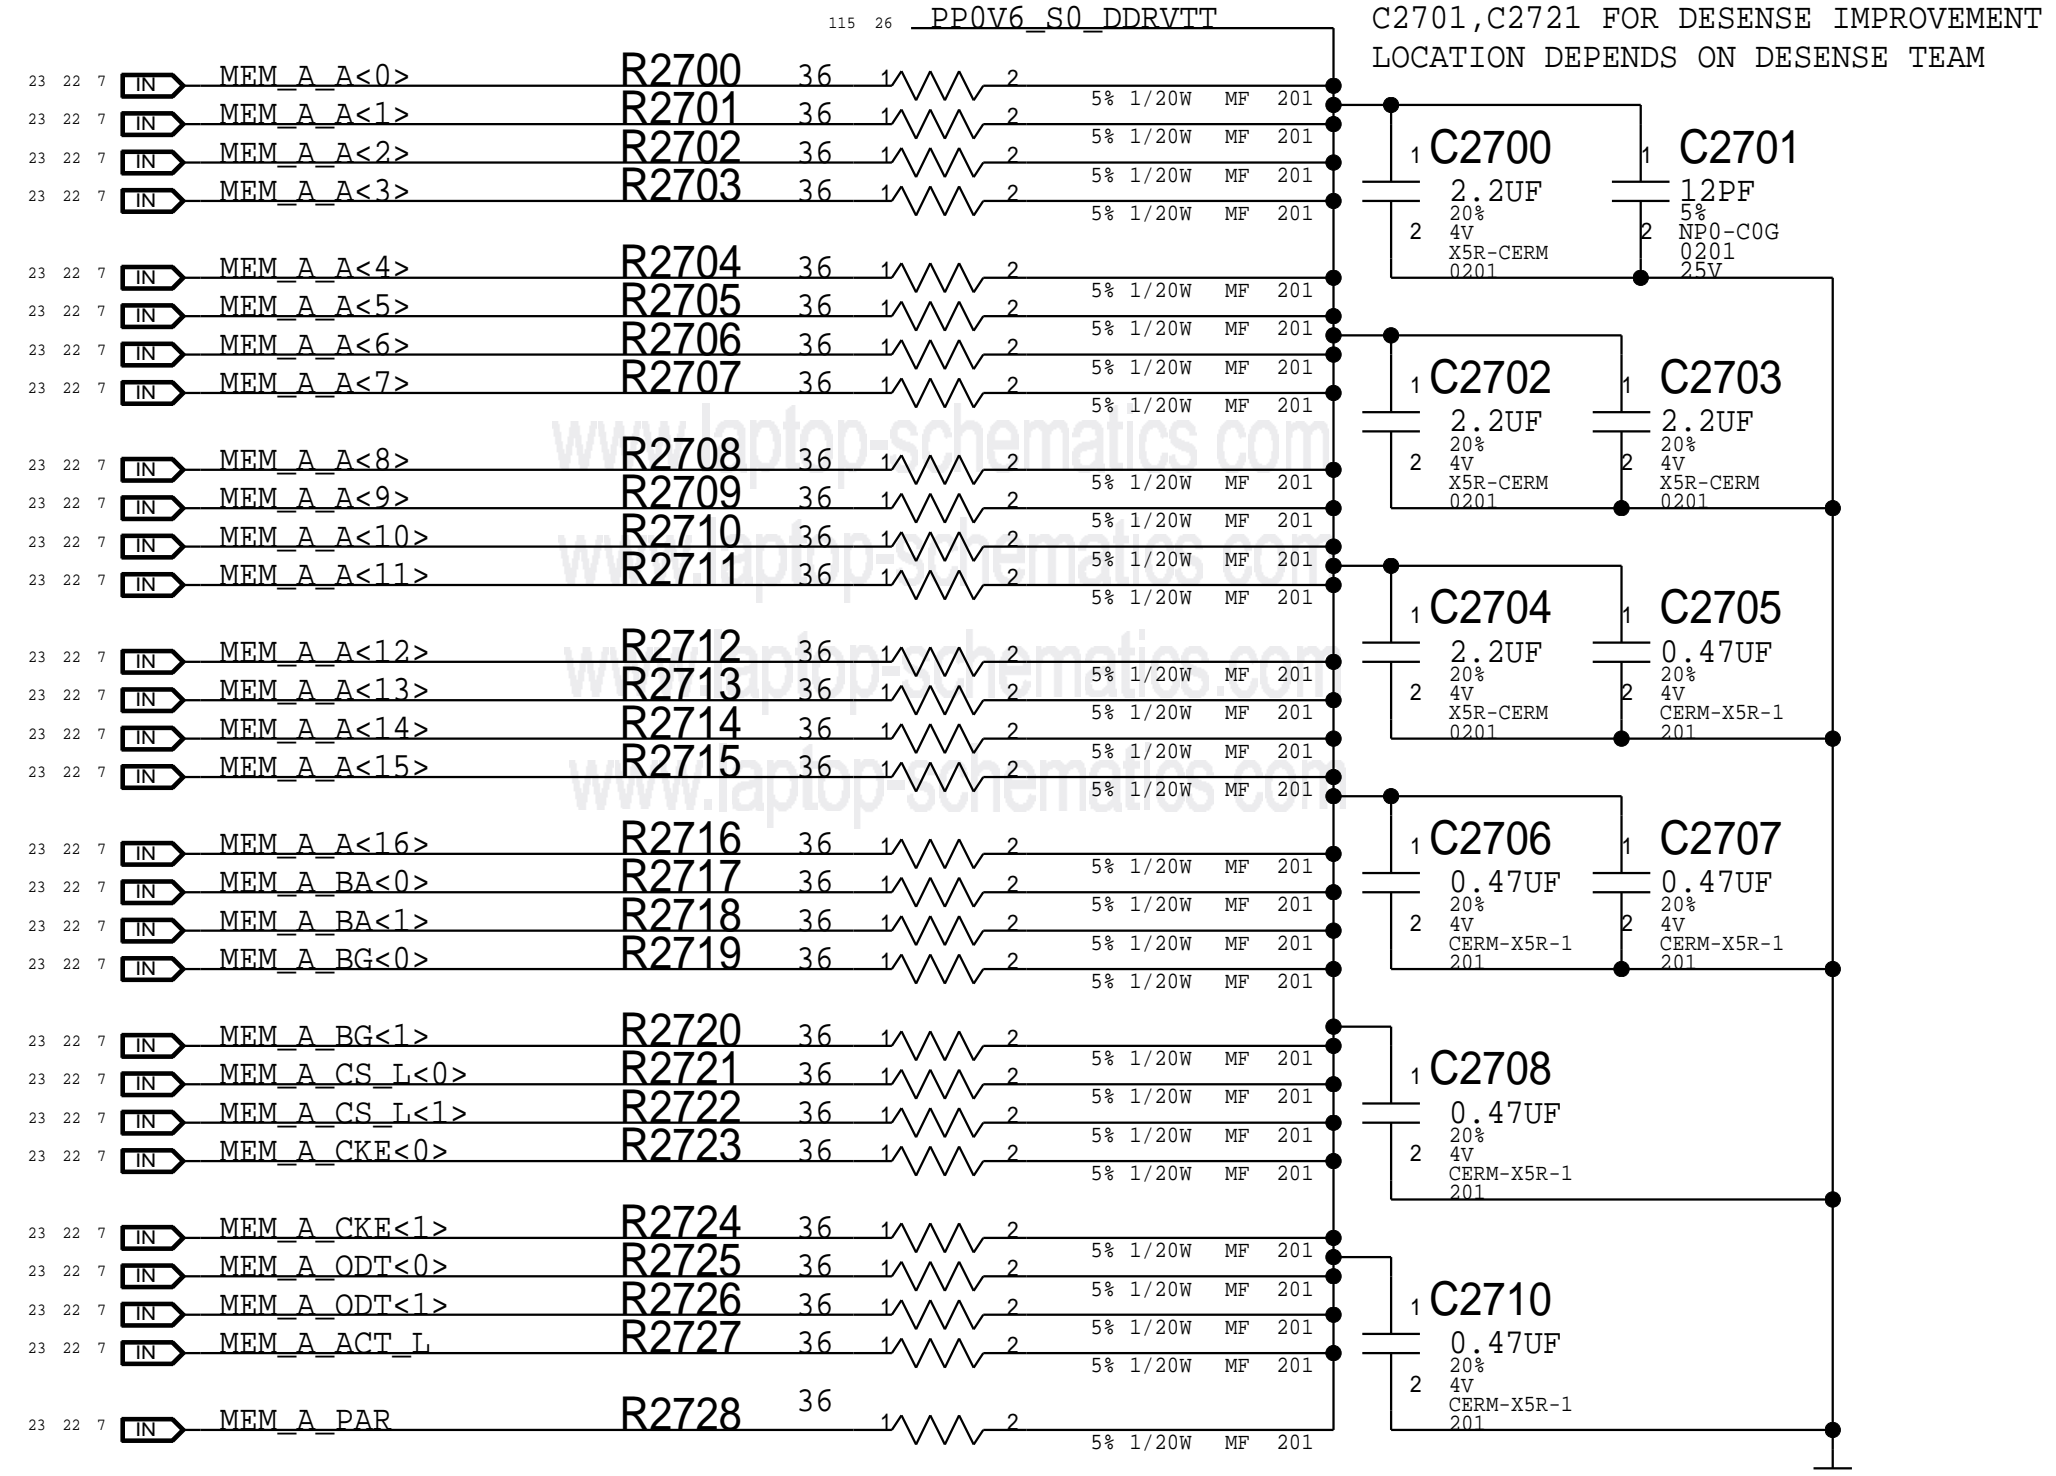 115 26 PP0V6_S0_DDRVTT
C2701,C2721 FOR DESENSE IMPROVEMENT
LOCATION DEPENDS ON DESENSE TEAM
23 22 7 IN MEM_A_A<0> R2700 36 1 2 5% 1/20W MF 201
23 22 7 IN MEM_A_A<1> R2701 36 1 2 5% 1/20W MF 201
23 22 7 IN MEM_A_A<2> R2702 36 1 2 5% 1/20W MF 201
23 22 7 IN MEM_A_A<3> R2703 36 1 2 5% 1/20W MF 201
23 22 7 IN MEM_A_A<4> R2704 36 1 2 5% 1/20W MF 201
23 22 7 IN MEM_A_A<5> R2705 36 1 2 5% 1/20W MF 201
23 22 7 IN MEM_A_A<6> R2706 36 1 2 5% 1/20W MF 201
23 22 7 IN MEM_A_A<7> R2707 36 1 2 5% 1/20W MF 201
23 22 7 IN MEM_A_A<8> R2708 36 1 2 5% 1/20W MF 201
23 22 7 IN MEM_A_A<9> R2709 36 1 2 5% 1/20W MF 201
23 22 7 IN MEM_A_A<10> R2710 36 1 2 5% 1/20W MF 201
23 22 7 IN MEM_A_A<11> R2711 36 1 2 5% 1/20W MF 201
23 22 7 IN MEM_A_A<12> R2712 36 1 2 5% 1/20W MF 201
23 22 7 IN MEM_A_A<13> R2713 36 1 2 5% 1/20W MF 201
23 22 7 IN MEM_A_A<14> R2714 36 1 2 5% 1/20W MF 201
23 22 7 IN MEM_A_A<15> R2715 36 1 2 5% 1/20W MF 201
23 22 7 IN MEM_A_A<16> R2716 36 1 2 5% 1/20W MF 201
23 22 7 IN MEM_A_BA<0> R2717 36 1 2 5% 1/20W MF 201
23 22 7 IN MEM_A_BA<1> R2718 36 1 2 5% 1/20W MF 201
23 22 7 IN MEM_A_BG<0> R2719 36 1 2 5% 1/20W MF 201
23 22 7 IN MEM_A_BG<1> R2720 36 1 2 5% 1/20W MF 201
23 22 7 IN MEM_A_CS_L<0> R2721 36 1 2 5% 1/20W MF 201
23 22 7 IN MEM_A_CS_L<1> R2722 36 1 2 5% 1/20W MF 201
23 22 7 IN MEM_A_CKE<0> R2723 36 1 2 5% 1/20W MF 201
23 22 7 IN MEM_A_CKE<1> R2724 36 1 2 5% 1/20W MF 201
23 22 7 IN MEM_A_ODT<0> R2725 36 1 2 5% 1/20W MF 201
23 22 7 IN MEM_A_ODT<1> R2726 36 1 2 5% 1/20W MF 201
23 22 7 IN MEM_A_ACT_L R2727 36 1 2 5% 1/20W MF 201
23 22 7 IN MEM_A_PAR R2728 36 1 2 5% 1/20W MF 201
1 C2700
2.2UF
20%
2 4V
X5R-CERM
0201
1 C2701
12PF
5%
2 NP0-C0G
0201
25V
1 C2702
2.2UF
20%
2 4V
X5R-CERM
0201
1 C2703
2.2UF
20%
2 4V
X5R-CERM
0201
1 C2704
2.2UF
20%
2 4V
X5R-CERM
0201
1 C2705
0.47UF
20%
2 4V
CERM-X5R-1
201
1 C2706
0.47UF
20%
2 4V
CERM-X5R-1
201
1 C2707
0.47UF
20%
2 4V
CERM-X5R-1
201
1 C2708
0.47UF
20%
2 4V
CERM-X5R-1
201
1 C2710
0.47UF
20%
2 4V
CERM-X5R-1
201
www.laptop-schematics.com
www.laptop-schematics.com
www.laptop-schematics.com
www.laptop-schematics.com